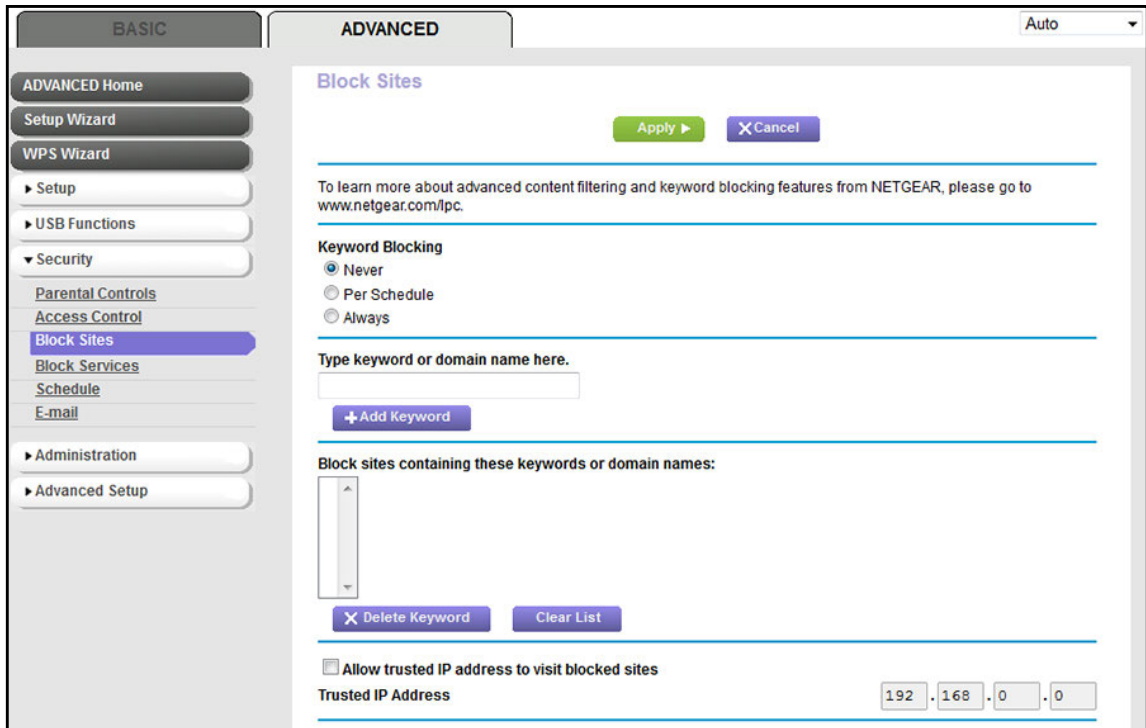 BASIC
ADVANCED
Auto
ADVANCED Home
Setup Wizard
WPS Wizard
Setup
USB Functions
Security
Parental Controls
Access Control
Block Sites
Block Services
Schedule
E-mail
Administration
Advanced Setup
Block Sites
Apply
Cancel
To learn more about advanced content filtering and keyword blocking features from NETGEAR, please go to
www.netgear.com/lpc.
Keyword Blocking
Never
Per Schedule
Always
Type keyword or domain name here.
Add Keyword
Block sites containing these keywords or domain names:
Delete Keyword
Clear List
Allow trusted IP address to visit blocked sites
Trusted IP Address 192 . 168 . 0 . 0